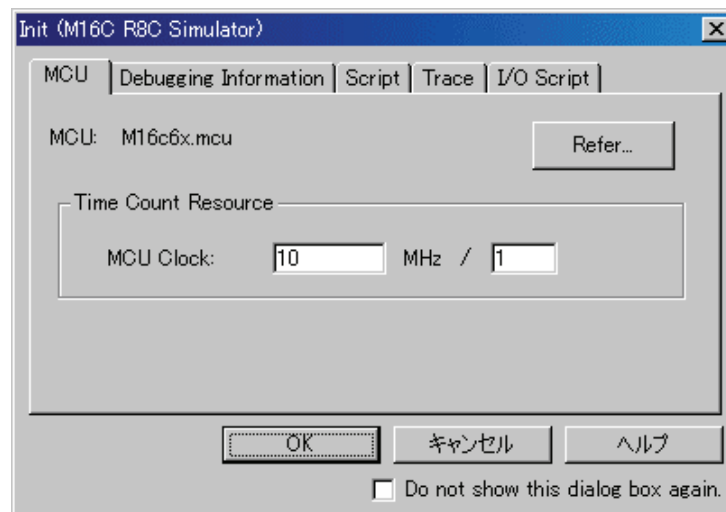 Init (M16C R8C Simulator)
MCU Debugging Information Script Trace I/O Script
MCU: M16c6x.mcu Refer...
Time Count Resource
MCU Clock: 10 MHz / 1
OK キャンセル ヘルプ
Do not show this dialog box again.